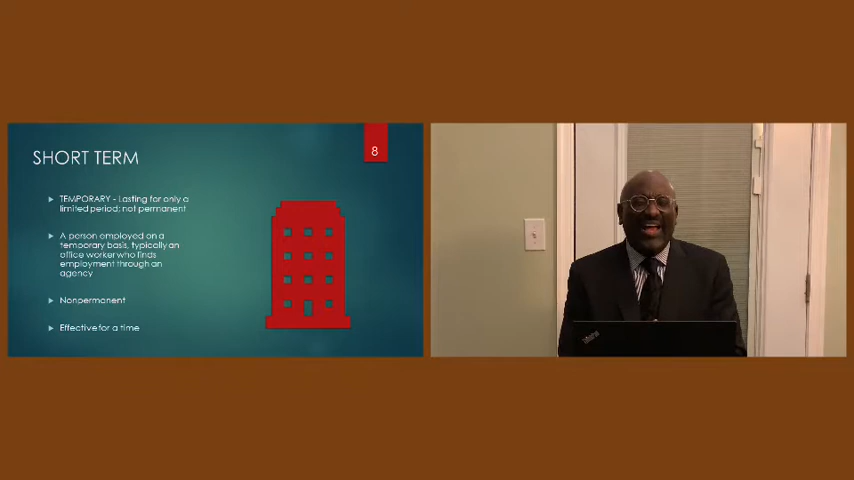 8
SHORT TERM
TEMPORARY - Lasting for only a
limited period; not permanent
A person employed on a
temporary basis, typically an
office worker who finds
employment through an
agency
Nonpermanent
Effective for a time